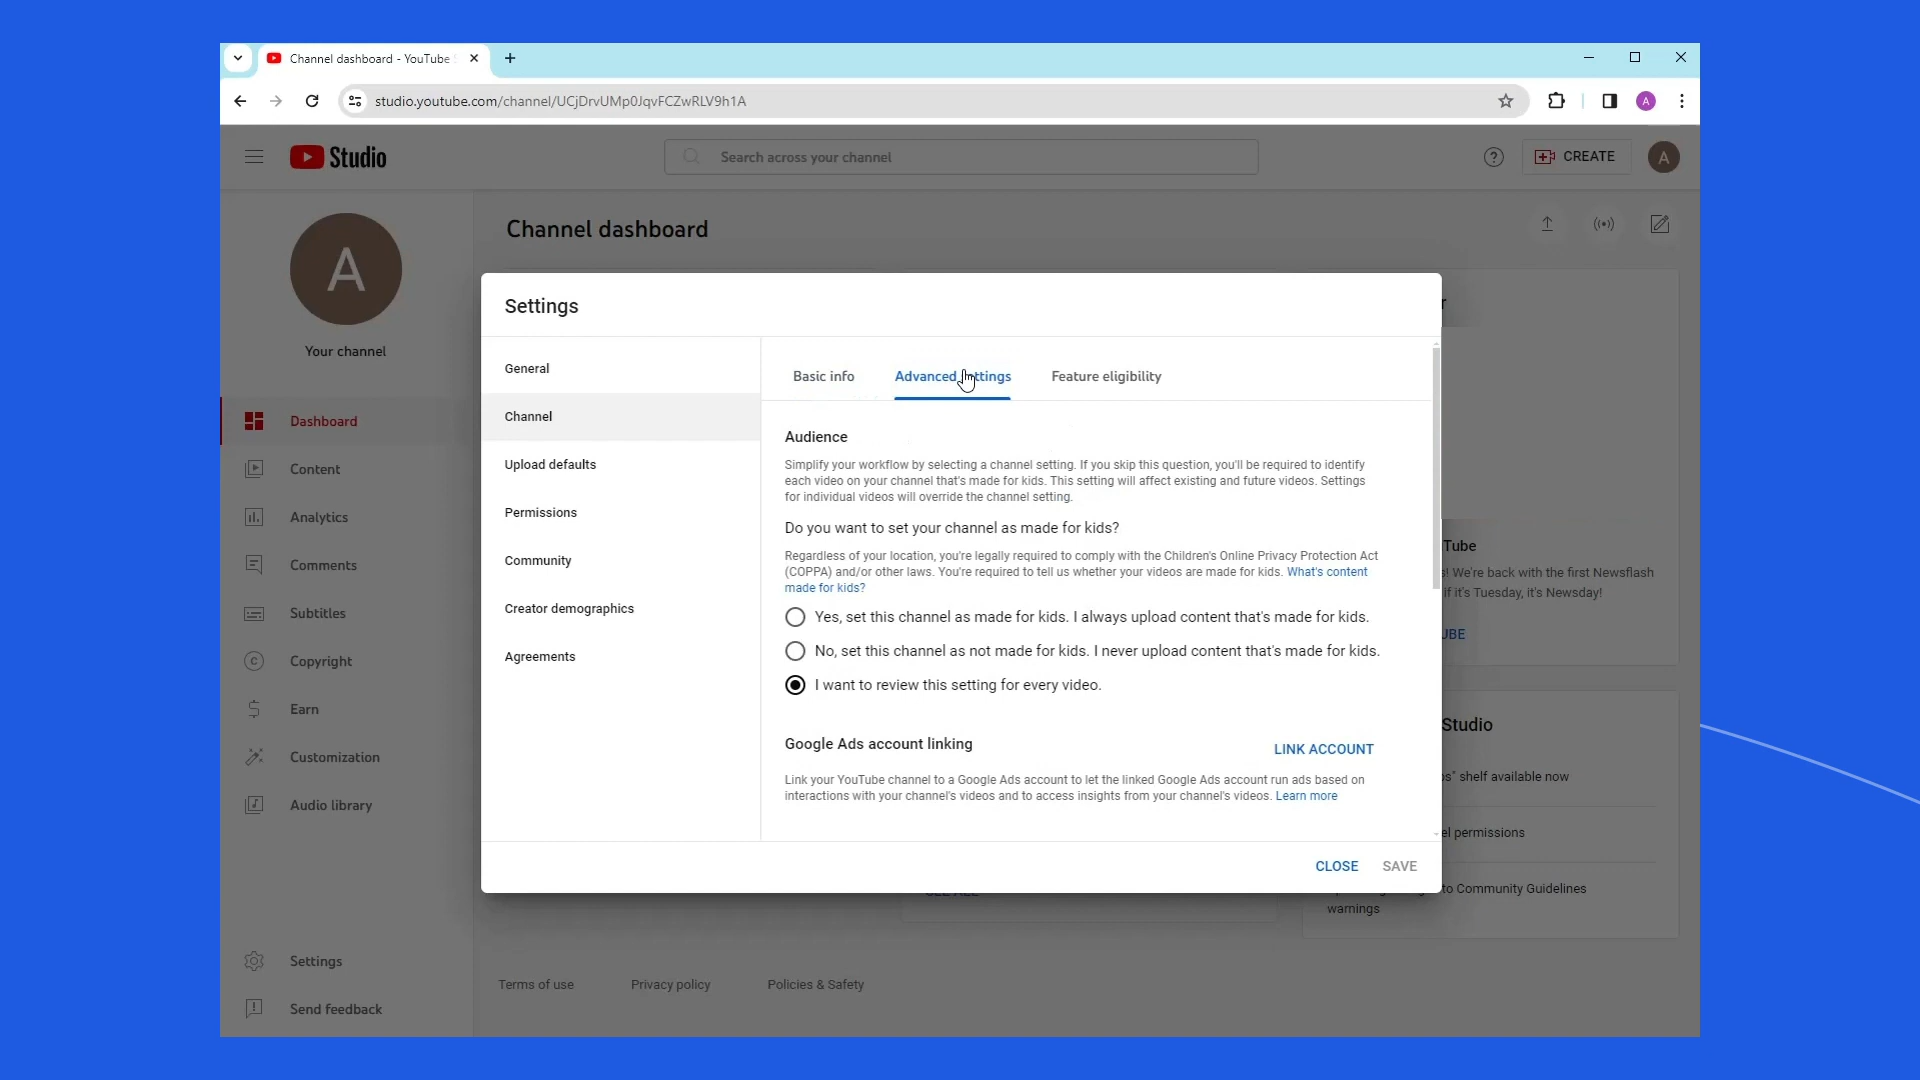 Channel dashboard - YouTube
studio.youtube.com/channel/UCjDrvUMp0JqvFCZwRLV9h1A
A
Studio
Search across your channel
CREATE
A
A
Your channel
Channel dashboard
Dashboard
Content
Analytics
Comments
Subtitles
Copyright
Earn
Customization
Audio library
Settings
Send feedback
Settings
General
Channel
Upload defaults
Permissions
Community
Creator demographics
Agreements
Basic info
Advanced settings
Feature eligibility
Audience
Simplify your workflow by selecting a channel setting. If you skip this question, you'll be required to identify
each video on your channel that's made for kids. This setting will affect existing and future videos. Settings
for individual videos will override the channel setting.
Do you want to set your channel as made for kids?
Regardless of your location, you're legally required to comply with the Children's Online Privacy Protection Act
(COPPA) and/or other laws. You're required to tell us whether your videos are made for kids. What's content
made for kids?
Yes, set this channel as made for kids. I always upload content that's made for kids.
No, set this channel as not made for kids. I never upload content that's made for kids.
I want to review this setting for every video.
Google Ads account linking
LINK ACCOUNT
Link your YouTube channel to a Google Ads account to let the linked Google Ads account run ads based on
interactions with your channel's videos and to access insights from your channel's videos. Learn more
CLOSE
SAVE
r
Tube
s! We're back with the first Newsflash
if it's Tuesday, it's Newsday!
UBE
Studio
os" shelf available now
el permissions
to Community Guidelines
warnings
Terms of use
Privacy policy
Policies & Safety